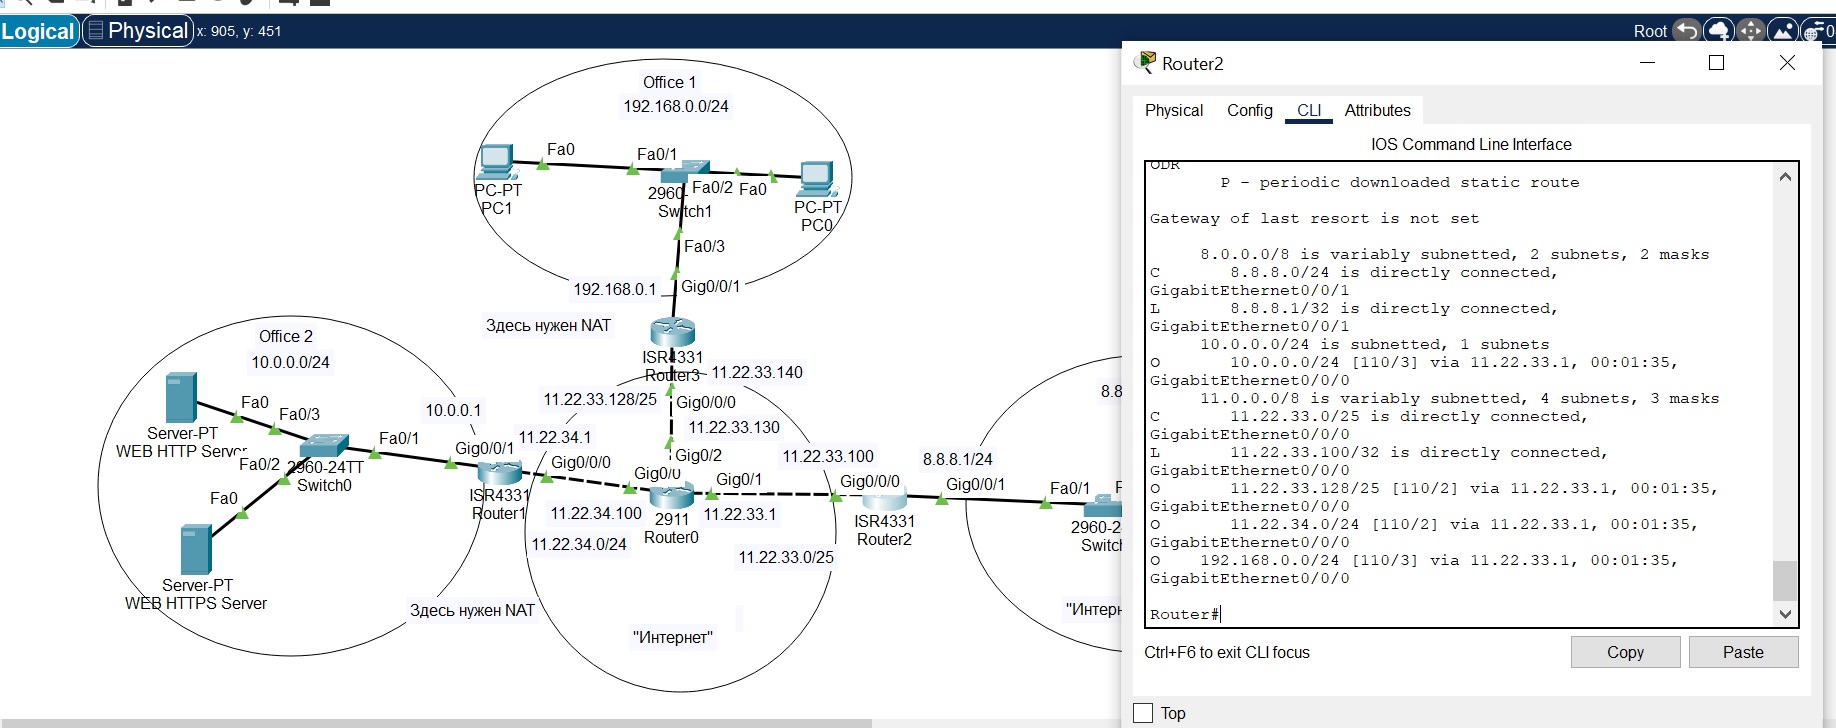 Logical
Physical
x: 905, y: 451
Root
Office 1
192.168.0.0/24
Fa0
Fa0/1
PC-PT
PC1
Fa0/2
Fa0
2960-
Switch1
PC-PT
PC0
Fa0/3
192.168.0.1
Gig0/0/1
Здесь нужен NAT
ISR4331
Router3
11.22.33.140
11.22.33.128/25
Gig0/0/0
11.22.33.130
Gig0/2
Office 2
10.0.0.0/24
Fa0
Fa0/3
Server-PT
WEB HTTP Server
Fa0/2
2960-24TT
Switch0
Fa0/1
Fa0
Server-PT
WEB HTTPS Server
10.0.0.1
Gig0/0/1
11.22.34.1
Gig0/0/0
ISR4331
Router1
11.22.34.100
11.22.34.0/24
Здесь нужен NAT
Gig0/0
Gig0/1
2911
Router0
11.22.33.1
11.22.33.100
Gig0/0/0
11.22.33.0/25
"Интернет"
8.8.8.1/24
Gig0/0/1
ISR4331
Router2
Fa0/1
8.8
2960-2
Switch
"Интерн
Router2
Physical
Config
CLI
Attributes
IOS Command Line Interface
ODR
P - periodic downloaded static route
Gateway of last resort is not set
8.0.0.0/8 is variably subnetted, 2 subnets, 2 masks
C 8.8.8.0/24 is directly connected,
GigabitEthernet0/0/1
L 8.8.8.1/32 is directly connected,
GigabitEthernet0/0/1
10.0.0.0/24 is subnetted, 1 subnets
O 10.0.0.0/24 [110/3] via 11.22.33.1, 00:01:35,
GigabitEthernet0/0/0
11.0.0.0/8 is variably subnetted, 4 subnets, 3 masks
C 11.22.33.0/25 is directly connected,
GigabitEthernet0/0/0
L 11.22.33.100/32 is directly connected,
GigabitEthernet0/0/0
O 11.22.33.128/25 [110/2] via 11.22.33.1, 00:01:35,
GigabitEthernet0/0/0
O 11.22.34.0/24 [110/2] via 11.22.33.1, 00:01:35,
GigabitEthernet0/0/0
O 192.168.0.0/24 [110/3] via 11.22.33.1, 00:01:35,
GigabitEthernet0/0/0
Router#
Ctrl+F6 to exit CLI focus
Copy
Paste
Top